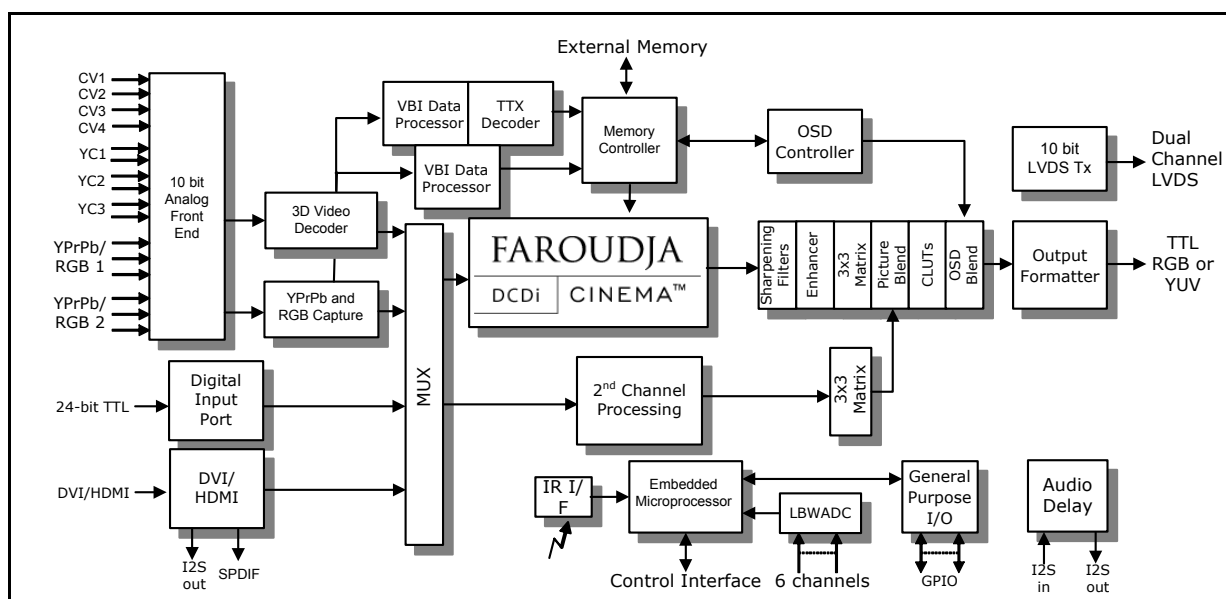 External Memory
CV1
CV2
CV3
CV4
YC1
YC2
YC3
YPrPb/
RGB 1
YPrPb/
RGB 2
10 bit
Analog
Front
End
VBI Data
Processor
TTX
Decoder
VBI Data
Processor
Memory
Controller
OSD
Controller
10 bit
LVDS Tx
Dual
Channel
LVDS
3D Video
Decoder
YPrPb and
RGB Capture
MUX
FAROUDJA
DCDi
CINEMA™
Sharpening
Filters
Enhancer
3x3
Matrix
Picture
Blend
CLUTs
OSD
Blend
Output
Formatter
TTL
RGB or
YUV
24-bit TTL
Digital
Input
Port
2nd Channel
Processing
3x3
Matrix
DVI/HDMI
DVI/
HDMI
I2S
out
SPDIF
IR I/
F
Embedded
Microprocessor
LBWADC
General
Purpose
I/O
Audio
Delay
Control Interface
6 channels
GPIO
I2S
in
I2S
out